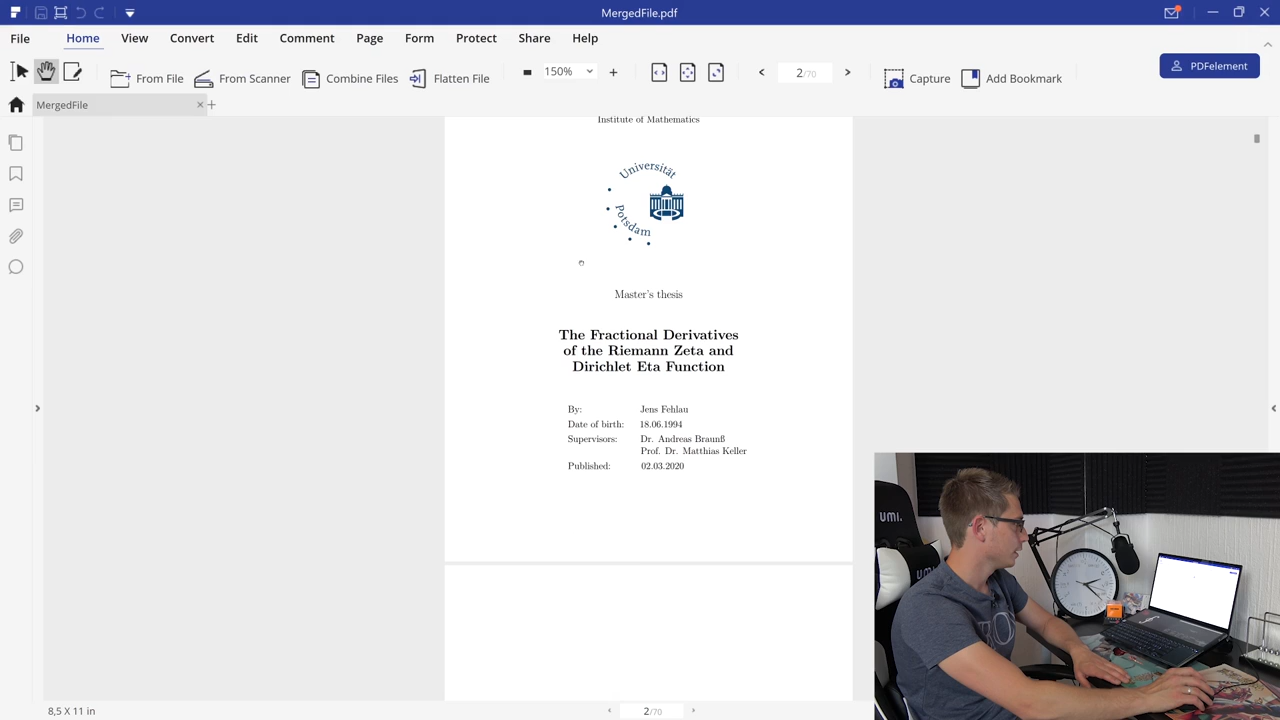 MergedFile.pdf
File Home View Convert Edit Comment Page Form Protect Share Help
From File From Scanner Combine Files Flatten File 150% 2/70 Capture Add Bookmark PDFelement
MergedFile
Institute of Mathematics
Universität
Potsdam
Master's thesis
The Fractional Derivatives
of the Riemann Zeta and
Dirichlet Eta Function
By: Jens Fehlau
Date of birth: 18.06.1994
Supervisors: Dr. Andreas Braunß
Prof. Dr. Matthias Keller
Published: 02.03.2020
umi.
8,5 X 11 in
2/70